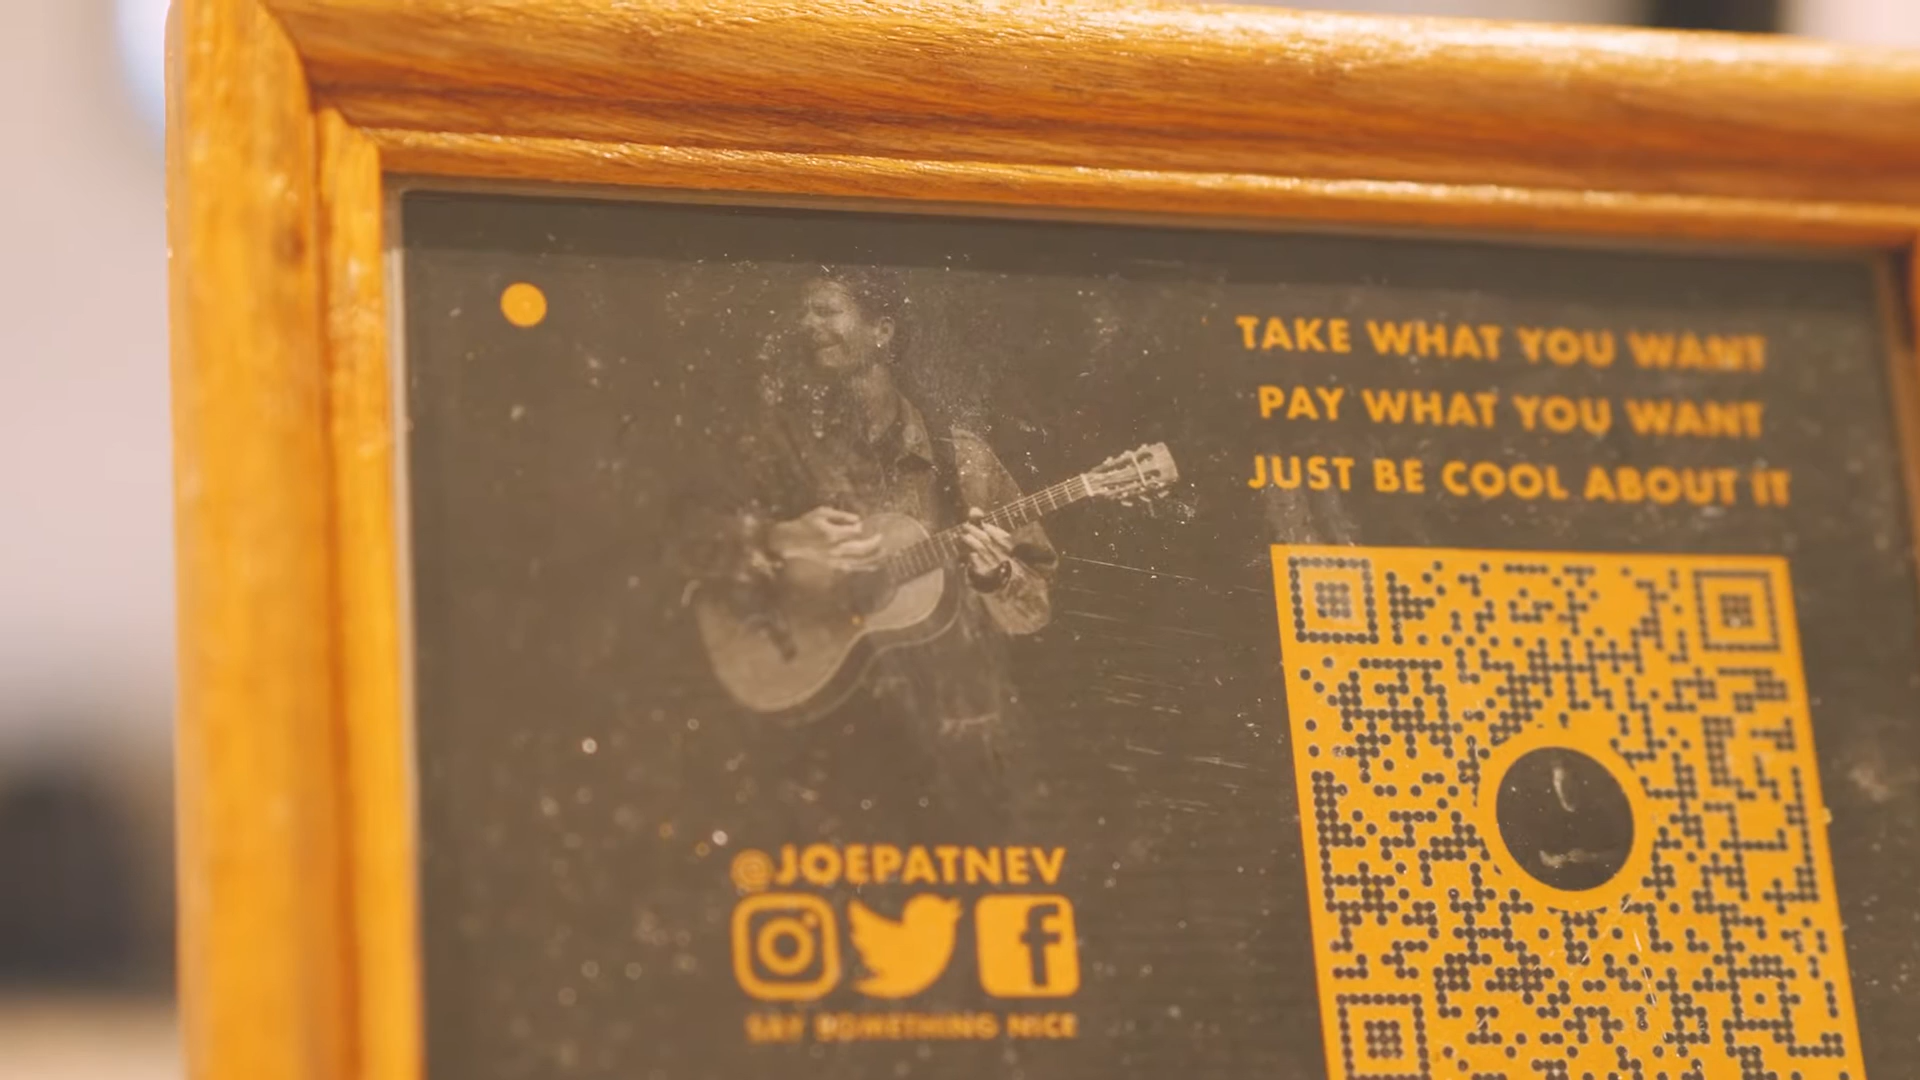 TAKE WHAT YOU WANT
PAY WHAT YOU WANT
JUST BE COOL ABOUT IT
@JOEPATNEV
SAY SOMETHING NICE